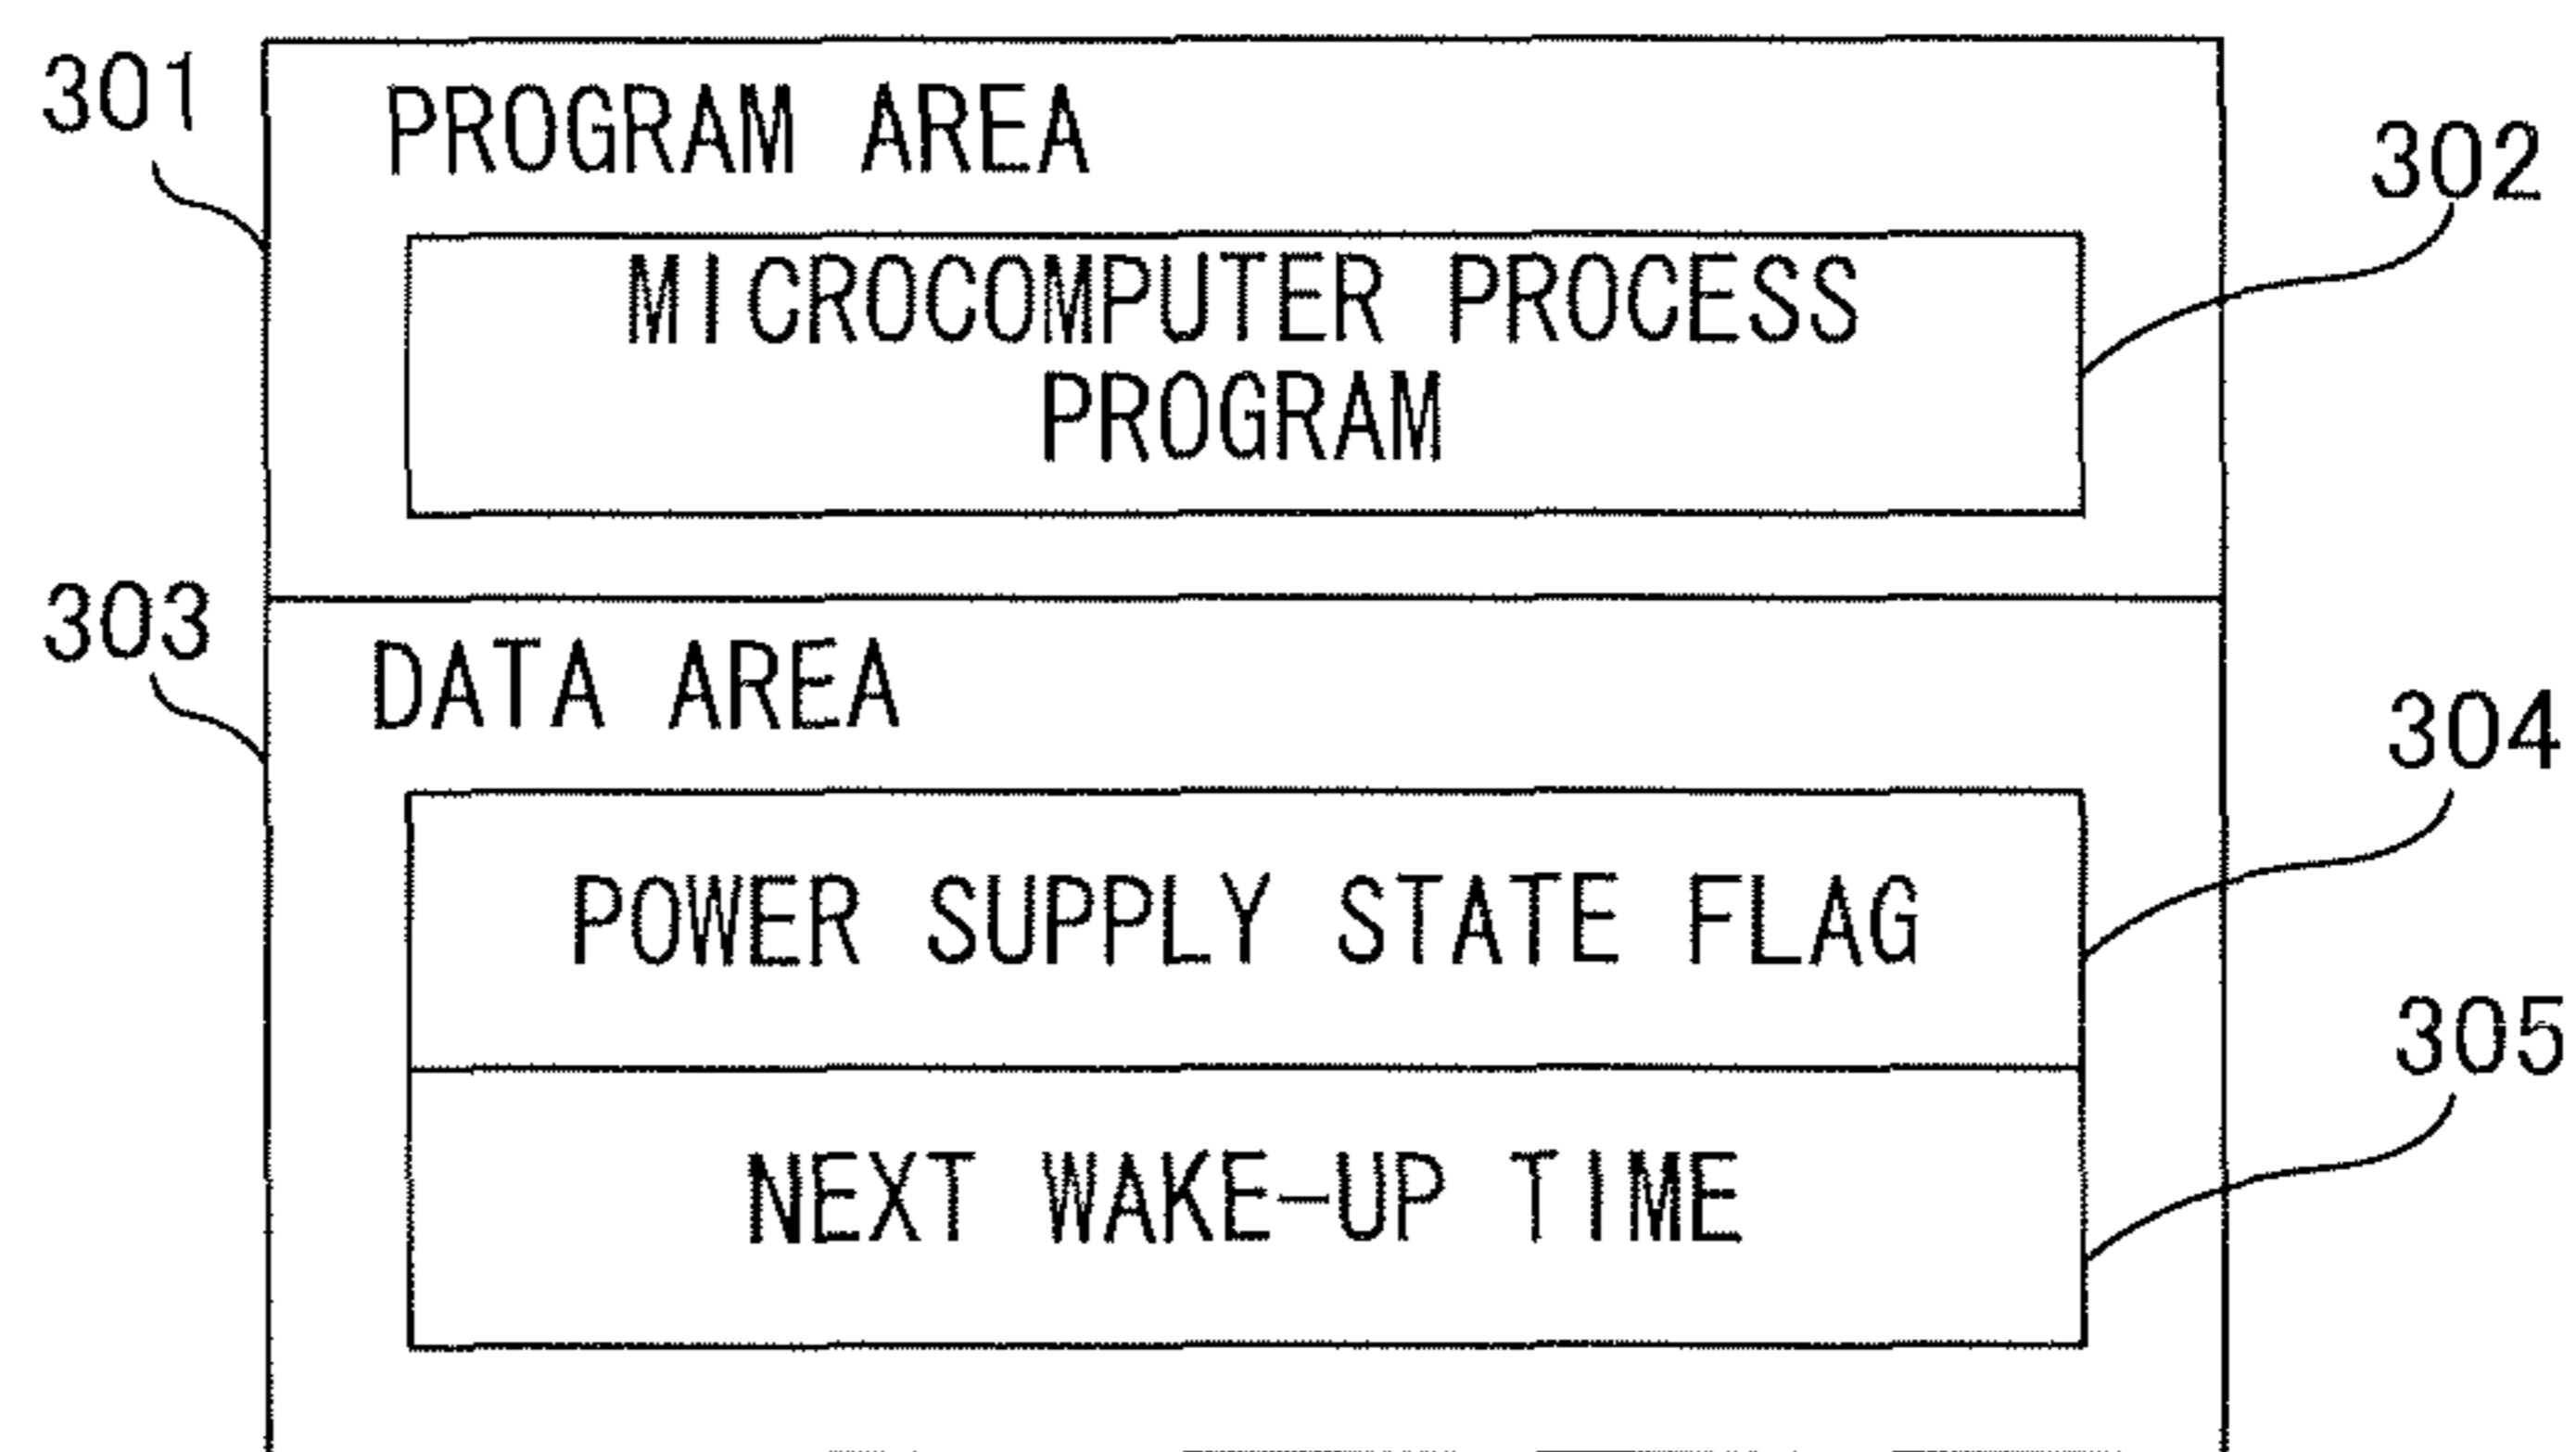 301
PROGRAM AREA
302
MICROCOMPUTER PROCESS
PROGRAM
303
DATA AREA
304
POWER SUPPLY STATE FLAG
305
NEXT WAKE-UP TIME